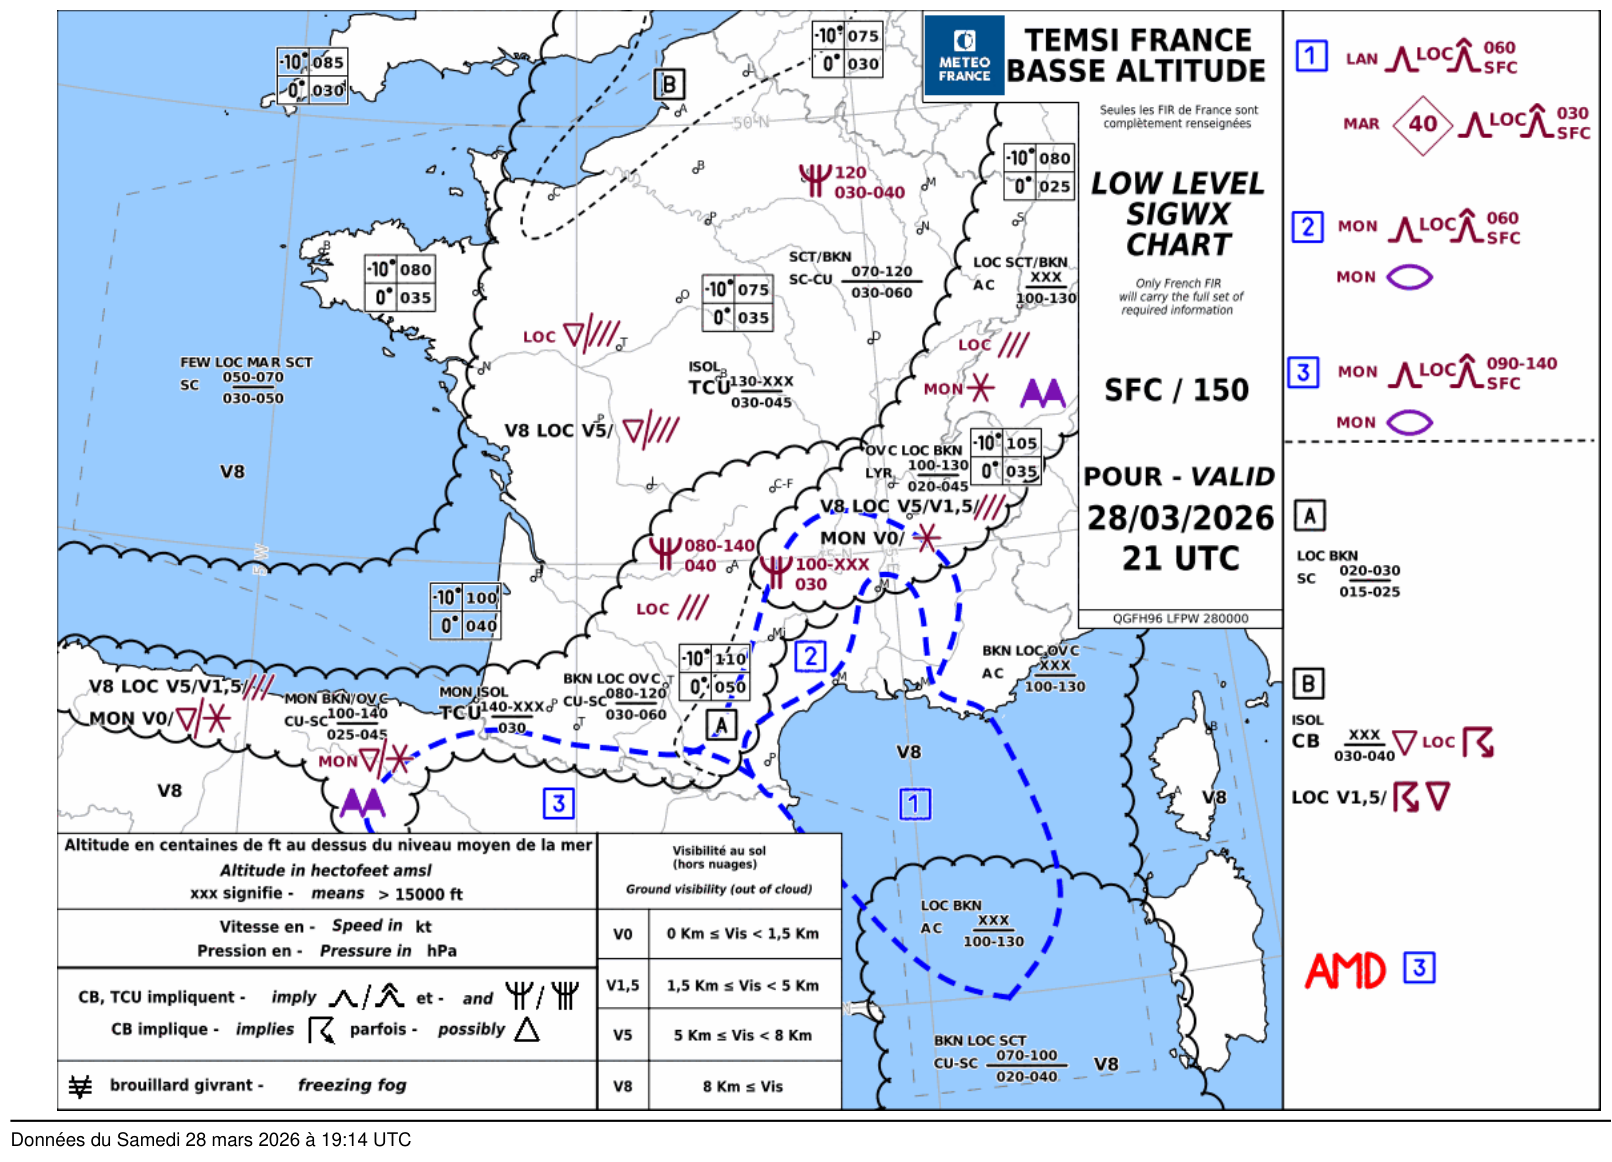 -10° 085
0° 030
-10° 075
0° 030
B
METEO
FRANCE
TEMSI FRANCE
BASSE ALTITUDE
Seules les FIR de France sont
complètement renseignées
LOW LEVEL
SIGWX
CHART
Only French FIR
will carry the full set of
required information
SFC / 150
POUR - VALID
28/03/2026
21 UTC
QGFH96 LFPW 280000
50°N
120
030-040
-10° 080
0° 025
-10° 080
0° 035
-10° 075
0° 035
SCT/BKN
SC-CU 070-120
030-060
LOC SCT/BKN
AC XXX
100-130
LOC
LOC
MON
FEW LOC MAR SCT
SC 050-070
030-050
ISOL
TCU 130-XXX
030-045
V8 LOC V5/
V8
OVC LOC BKN
LYR 100-130
020-045
-10° 105
0° 035
V8 LOC V5/V1,5/
MON V0/
080-140
040
100-XXX
030
LOC
-10° 100
0° 040
-10° 110
0° 050
2
BKN LOC OVC
AC XXX
100-130
V8 LOC V5/V1,5/
MON V0/
MON BKN/OVC
CU-SC 100-140
025-045
MON ISOL
TCU 140-XXX
030
BKN LOC OVC
CU-SC 080-120
030-060
A
MON
V8
3
V8
1
V8
LOC BKN
AC XXX
100-130
BKN LOC SCT
CU-SC 070-100
020-040
V8
Altitude en centaines de ft au dessus du niveau moyen de la mer
Altitude in hectofeet amsl
xxx signifie - means > 15000 ft
Vitesse en - Speed in kt
Pression en - Pressure in hPa
CB, TCU impliquent - imply / et - and /
CB implique - implies parfois - possibly
brouillard givrant - freezing fog
Visibilité au sol
(hors nuages)
Ground visibility (out of cloud)
V0 0 Km ≤ Vis < 1,5 Km
V1,5 1,5 Km ≤ Vis < 5 Km
V5 5 Km ≤ Vis < 8 Km
V8 8 Km ≤ Vis
1
LAN LOC 060
SFC
MAR 40 LOC 030
SFC
2
MON LOC 060
SFC
MON
3
MON LOC 090-140
SFC
MON
A
LOC BKN
SC 020-030
015-025
B
ISOL
CB XXX
030-040 LOC
LOC V1,5/
AMD 3
Données du Samedi 28 mars 2026 à 19:14 UTC